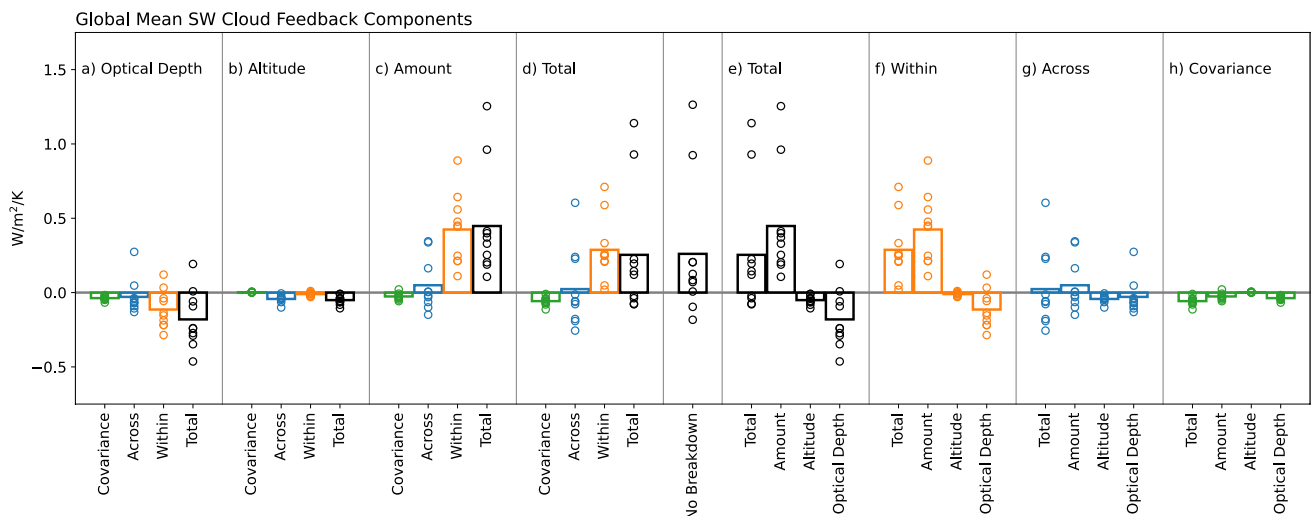 Global Mean SW Cloud Feedback Components
a) Optical Depth
b) Altitude
c) Amount
d) Total
e) Total
f) Within
g) Across
h) Covariance
W/m²/K
1.5
1.0
0.5
0.0
−0.5
Covariance
Across
Within
Total
Covariance
Across
Within
Total
Covariance
Across
Within
Total
Covariance
Across
Within
Total
No Breakdown
Total
Amount
Altitude
Optical Depth
Total
Amount
Altitude
Optical Depth
Total
Amount
Altitude
Optical Depth
Total
Amount
Altitude
Optical Depth